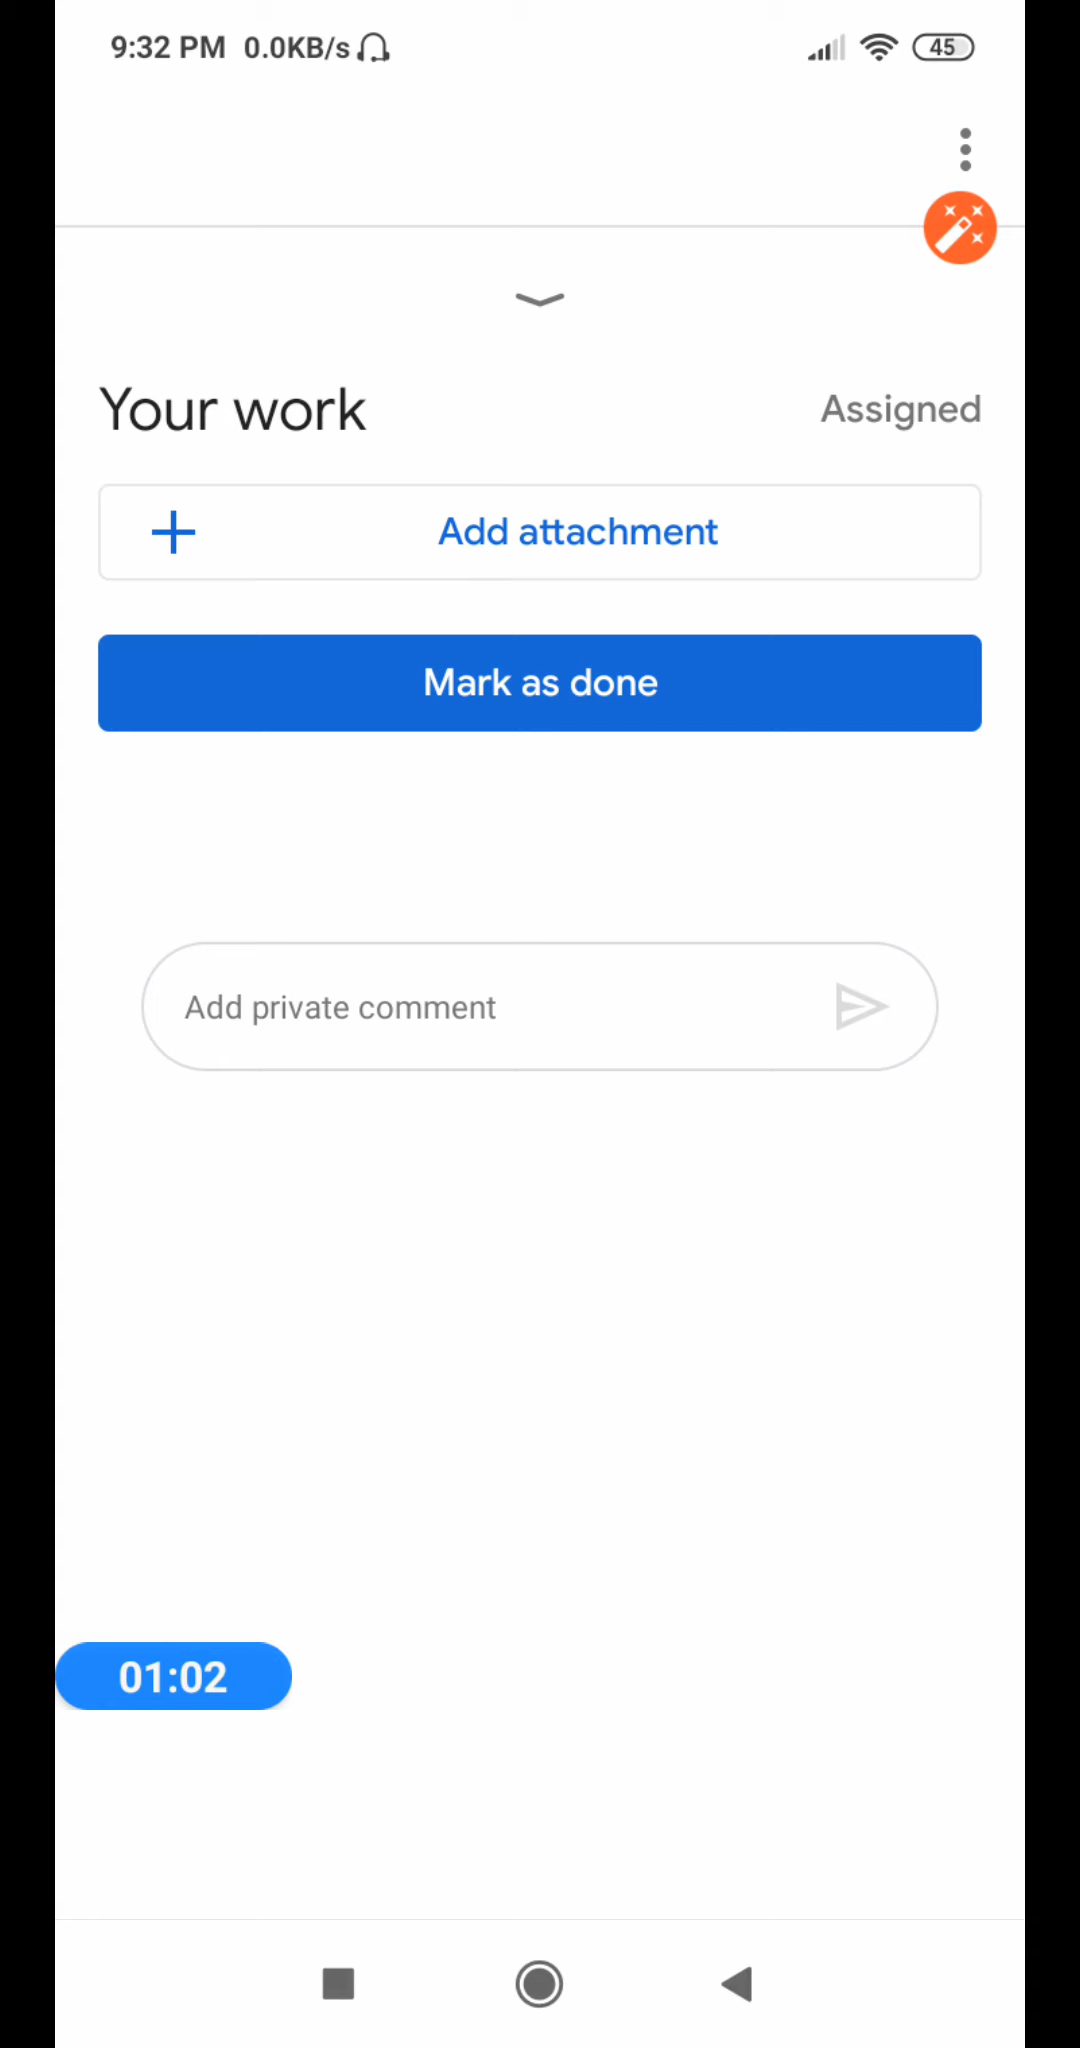 9:32 PM 0.0KB/s 45
Your work Assigned
Add attachment
Mark as done
Add private comment
01:02